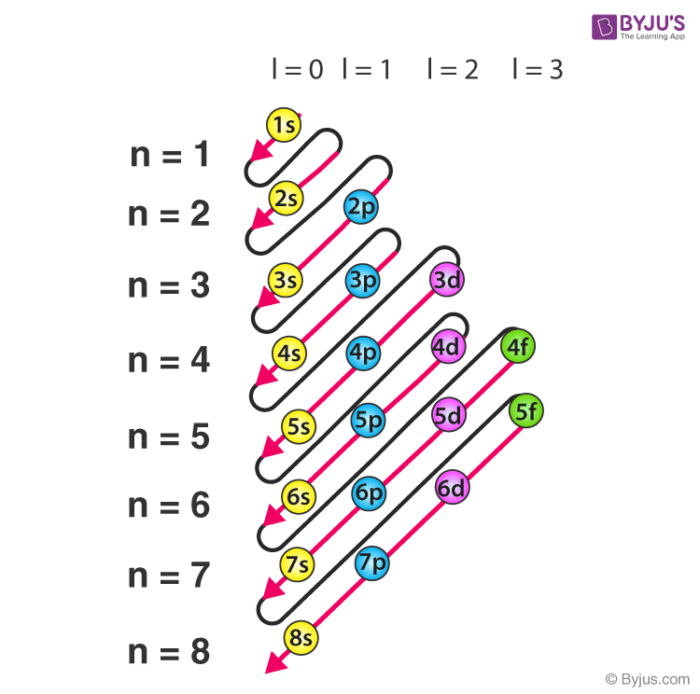 BYJU'S
The Learning App
l = 0 l = 1 l = 2 l = 3
1s
n = 1
2s 2p
n = 2
3s 3p 3d
n = 3
4s 4p 4d 4f
n = 4
5s 5p 5d 5f
n = 5
6s 6p 6d
n = 6
7s 7p
n = 7
8s
n = 8
© Byjus.com